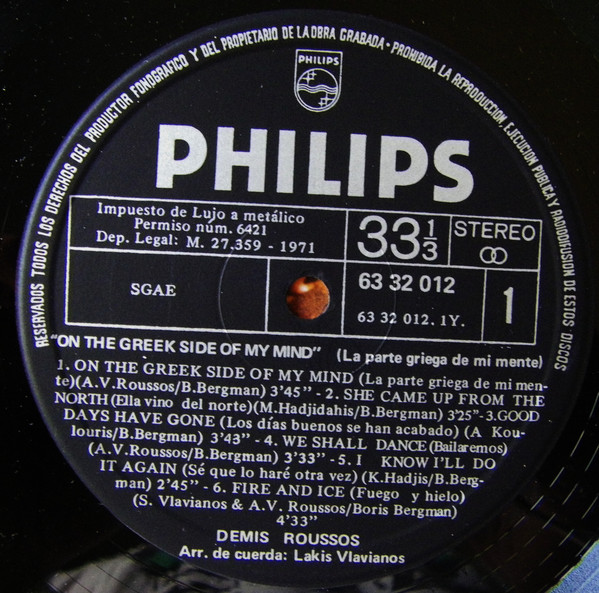 RESERVADOS TODOS LOS DERECHOS DEL PRODUCTOR FONOGRAFICO Y DEL PROPIETARIO DE LA OBRA GRABADA - PROHIBIDA LA REPRODUCCION, EJECUCION PUBLICA Y RADIODIFUSION DE ESTOS DISCOS
PHILIPS
PHILIPS
Impuesto de Lujo a metálico
Permiso núm. 6421
Dep. Legal: M. 27.359 - 1971
33 1/3
STEREO
SGAE
63 32 012
63 32 012. 1Y.
1
"ON THE GREEK SIDE OF MY MIND" (La parte griega de mi mente)
1. ON THE GREEK SIDE OF MY MIND (La parte griega de mi men-
te)(A.V.Roussos/B.Bergman) 3'45" - 2. SHE CAME UP FROM THE
NORTH (Ella vino del norte)(M.Hadjidahis/B.Bergman) 3'25"-3.GOOD
DAYS HAVE GONE (Los días buenos se han acabado) (A Kou-
louris/B.Bergman) 3'43" - 4. WE SHALL DANCE (Bailaremos)
(A.V.Roussos/B.Bergman) 3'33" - 5. I KNOW I'LL DO
IT AGAIN (Sé que lo haré otra vez) (K.Hadjis/B.Berg-
man) 2'45" - 6. FIRE AND ICE (Fuego y hielo)
(S. Vlavianos & A.V. Roussos/Boris Bergman)
4'33"
DEMIS ROUSSOS
Arr. de cuerda: Lakis Vlavianos